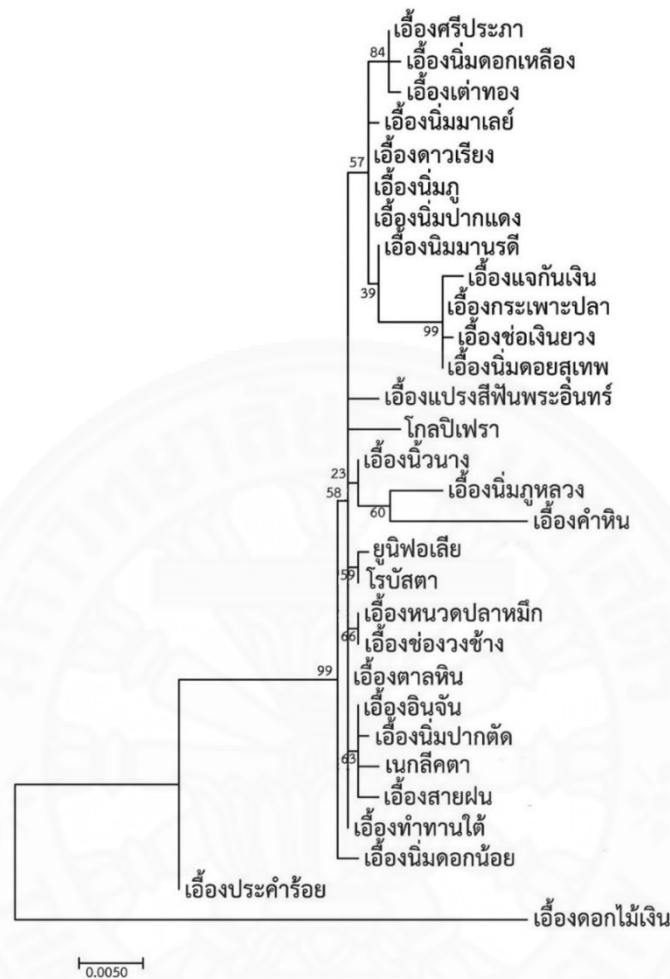 เอื้องศรีประภา
84
เอื้องนิ่มดอกเหลือง
เอื้องเต่าทอง
เอื้องนิ่มมาเลย์
57
เอื้องดาวเรียง
เอื้องนิ่มภู
เอื้องนิ่มปากแดง
เอื้องนิมมานรดี
39
เอื้องแจกันเงิน
เอื้องกระเพาะปลา
99
เอื้องช่อเงินยวง
เอื้องนิ่มดอยสุเทพ
เอื้องแปรงสีฟันพระอินทร์
โกลปิเฟรา
23
เอื้องนิ้วนาง
58
เอื้องนิ่มภูหลวง
60
เอื้องคำหิน
ยูนิฟอเลีย
59
โรบัสตา
เอื้องหนวดปลาหมึก
66
เอื้องช่องวงช้าง
99
เอื้องตาลหิน
เอื้องอินจัน
เอื้องนิ่มปากตัด
63
เนกลีคตา
เอื้องสายฝน
เอื้องทำทานใต้
เอื้องนิ่มดอกน้อย
เอื้องประคำร้อย
เอื้องดอกไม้เงิน
0.0050